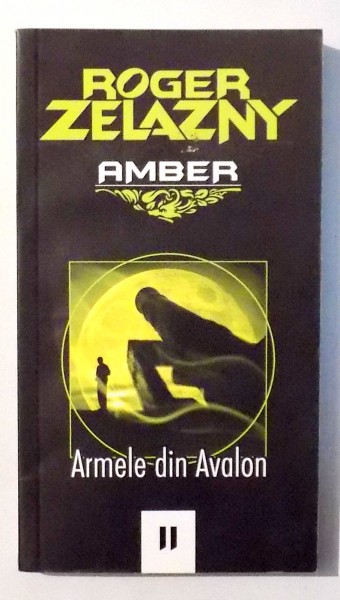 ROGER
ZELAZNY
AMBER
Armele din Avalon
II